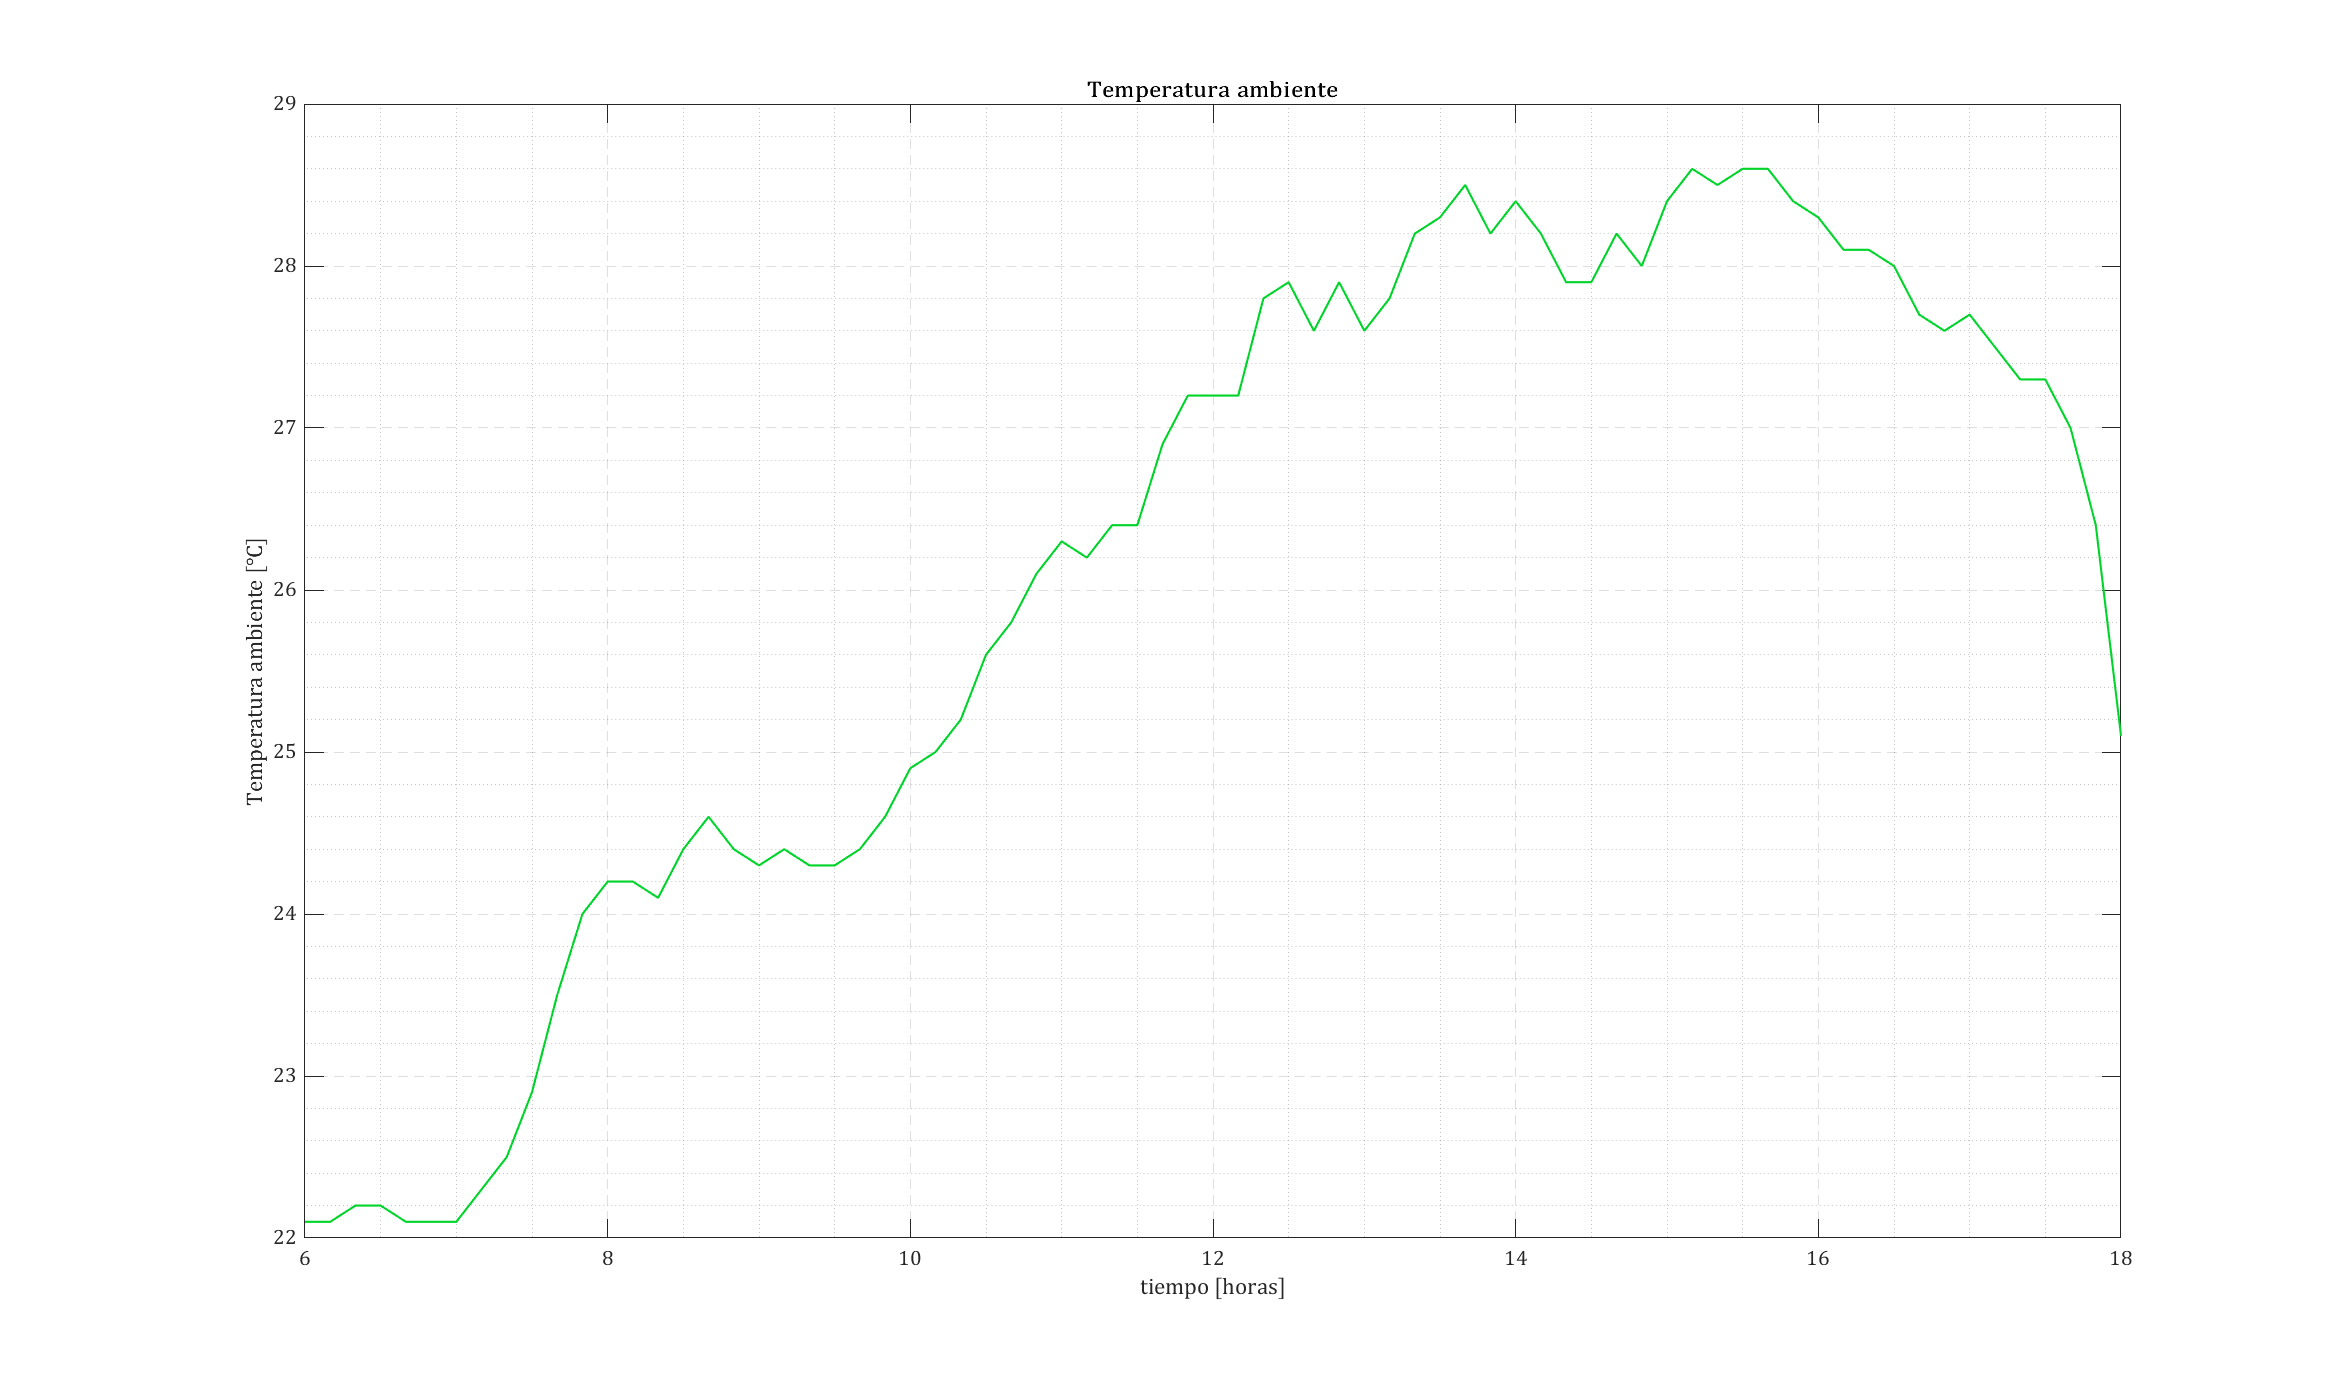 Temperatura ambiente
29
28
27
26
25
24
23
22
Temperatura ambiente [°C]
6 8 10 12 14 16 18
tiempo [horas]